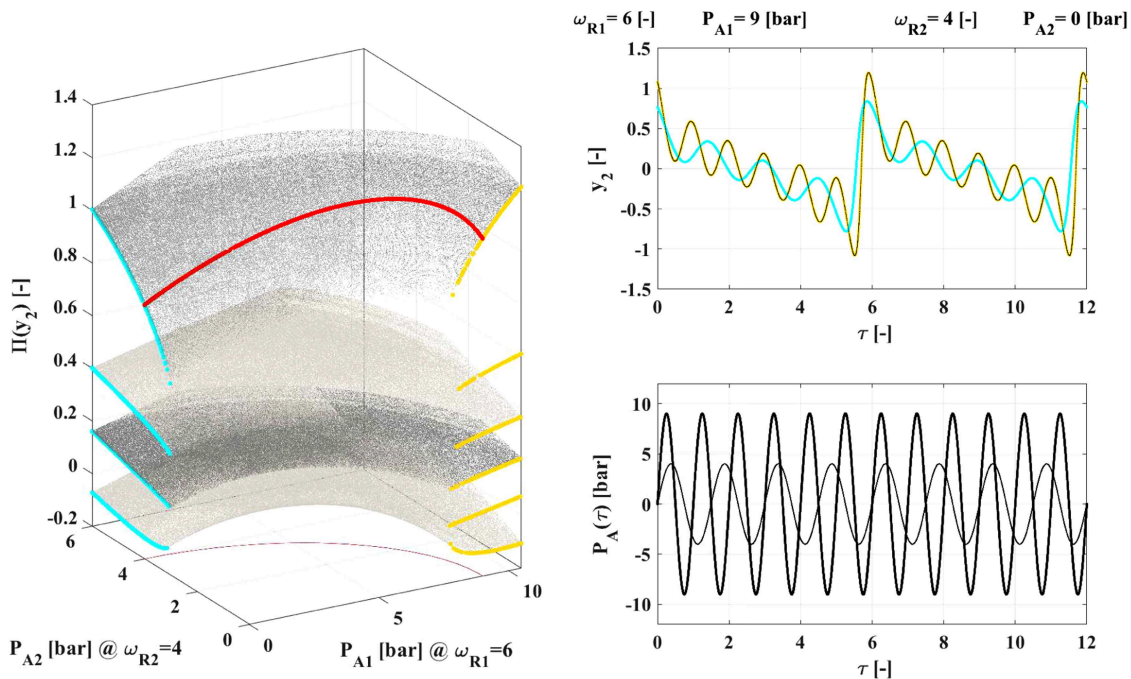 ω_R1= 6 [-] P_A1= 9 [bar] ω_R2= 4 [-] P_A2= 0 [bar]
1.4
1.2
1
0.8
0.6
0.4
0.2
0
-0.2
Π(y_2) [-]
6
4
2
0
P_A2 [bar] @ ω_R2=4
0
5
10
P_A1 [bar] @ ω_R1=6
1.5
1
0.5
0
-0.5
-1
-1.5
y_2 [-]
0 2 4 6 8 10 12
τ [-]
10
5
0
-5
-10
P_A(τ) [bar]
0 2 4 6 8 10 12
τ [-]